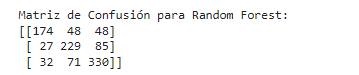 Matriz de Confusión para Random Forest:
[[174 48 48]
[ 27 229 85]
[ 32 71 330]]